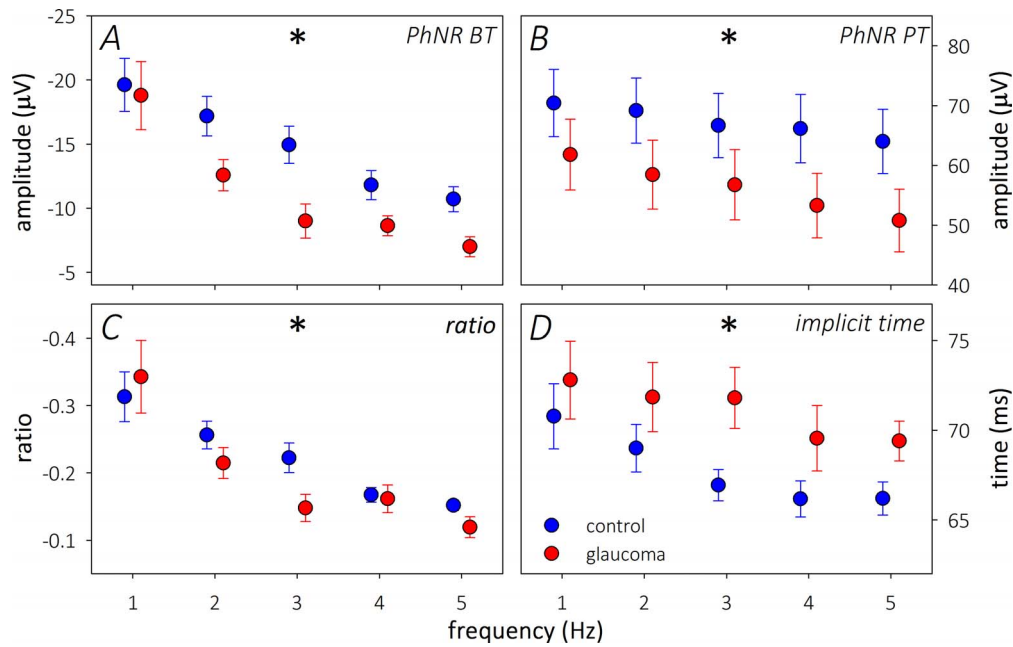 A
*
PhNR BT
-25
-20
-15
-10
-5
amplitude (µV)
B
*
PhNR PT
80
70
60
50
40
amplitude (µV)
C
*
ratio
-0.4
-0.3
-0.2
-0.1
ratio
1 2 3 4 5
D
*
implicit time
75
70
65
time (ms)
control
glaucoma
1 2 3 4 5
frequency (Hz)